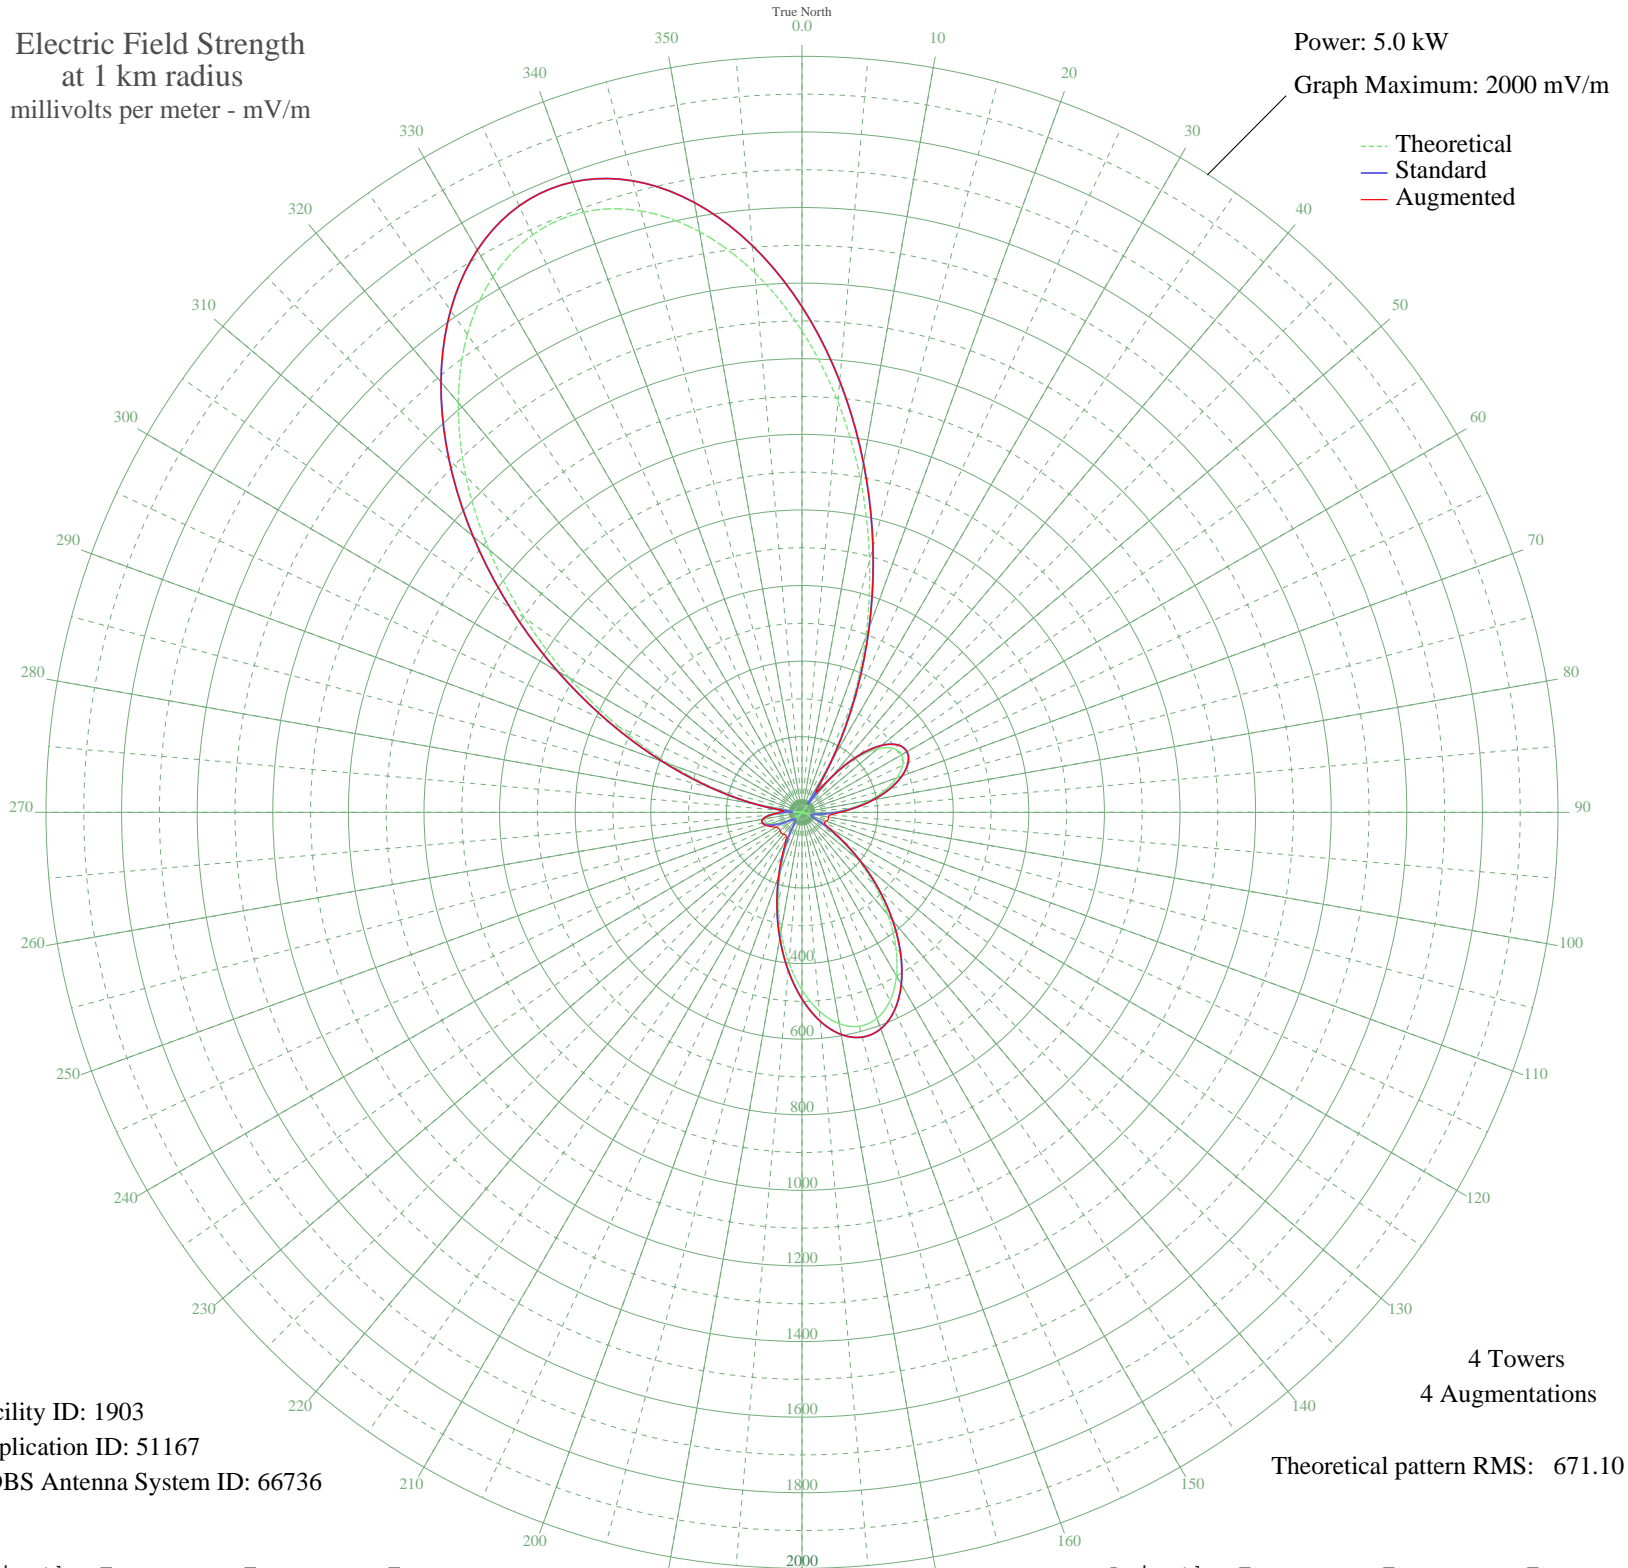 True North
0.0
Electric Field Strength
at 1 km radius
millivolts per meter - mV/m
Power: 5.0 kW
Graph Maximum: 2000 mV/m
Theoretical
Standard
Augmented
10
20
30
40
50
60
70
80
90
100
110
120
130
140
150
160
200
210
220
230
240
250
260
270
280
290
300
310
320
330
340
350
400
600
800
1000
1200
1400
1600
1800
2000
4 Towers
4 Augmentations
Theoretical pattern RMS: 671.10
cility ID: 1903
plication ID: 51167
DBS Antenna System ID: 66736